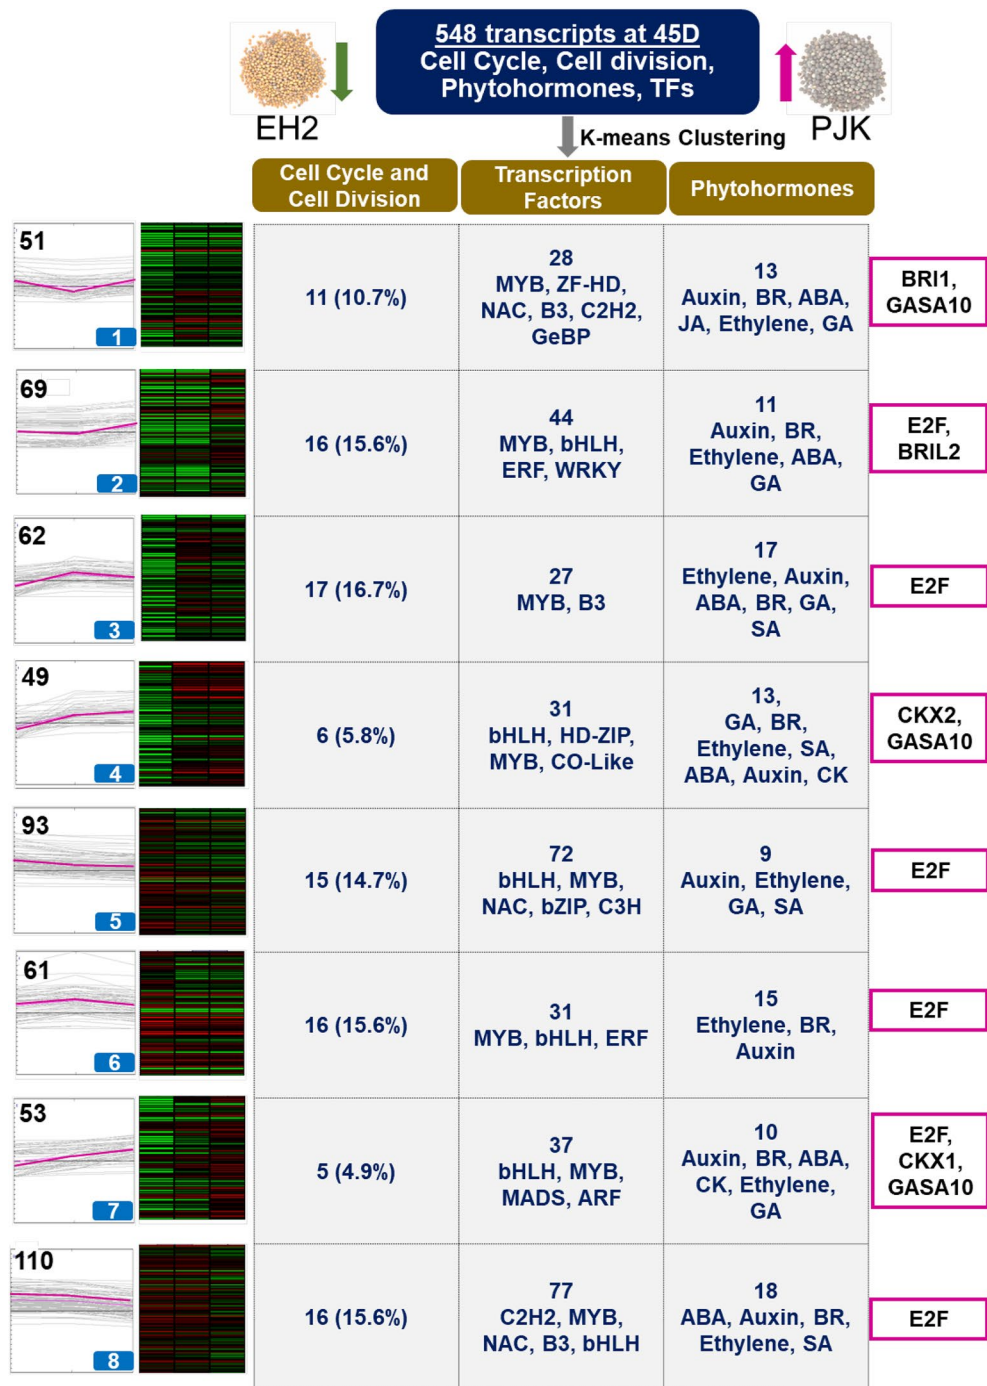 548 transcripts at 45D
Cell Cycle, Cell division,
Phytohormones, TFs
EH2
PJK
K-means Clustering
Cell Cycle and
Cell Division
Transcription
Factors
Phytohormones
51
1
11 (10.7%)
28
MYB, ZF-HD,
NAC, B3, C2H2,
GeBP
13
Auxin, BR, ABA,
JA, Ethylene, GA
BRI1,
GASA10
69
2
16 (15.6%)
44
MYB, bHLH,
ERF, WRKY
11
Auxin, BR,
Ethylene, ABA,
GA
E2F,
BRIL2
62
3
17 (16.7%)
27
MYB, B3
17
Ethylene, Auxin,
ABA, BR, GA,
SA
E2F
49
4
6 (5.8%)
31
bHLH, HD-ZIP,
MYB, CO-Like
13,
GA, BR,
Ethylene, SA,
ABA, Auxin, CK
CKX2,
GASA10
93
5
15 (14.7%)
72
bHLH, MYB,
NAC, bZIP, C3H
9
Auxin, Ethylene,
GA, SA
E2F
61
6
16 (15.6%)
31
MYB, bHLH, ERF
15
Ethylene, BR,
Auxin
E2F
53
7
5 (4.9%)
37
bHLH, MYB,
MADS, ARF
10
Auxin, BR, ABA,
CK, Ethylene,
GA
E2F,
CKX1,
GASA10
110
8
16 (15.6%)
77
C2H2, MYB,
NAC, B3, bHLH
18
ABA, Auxin, BR,
Ethylene, SA
E2F